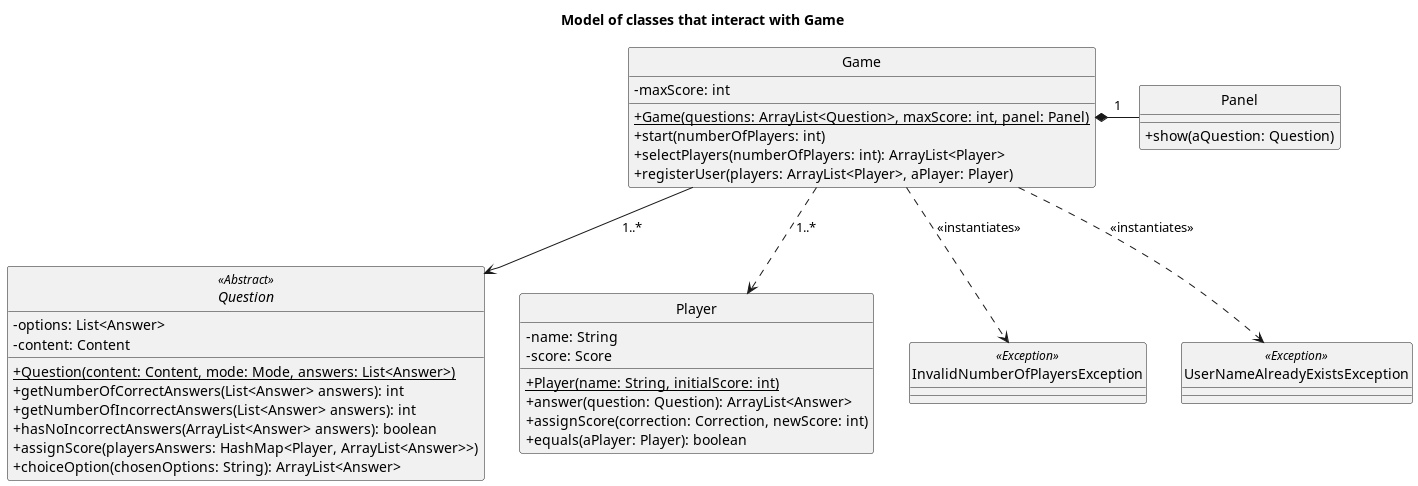 Model of classes that interact with Game
Game
-maxScore: int
+Game(questions: ArrayList<Question>, maxScore: int, panel: Panel)
+start(numberOfPlayers: int)
+selectPlayers(numberOfPlayers: int): ArrayList<Player>
+registerUser(players: ArrayList<Player>, aPlayer: Player)
1
Panel
+show(aQuestion: Question)
1..*
1..*
«instantiates»
«instantiates»
«Abstract»
Question
-options: List<Answer>
-content: Content
+Question(content: Content, mode: Mode, answers: List<Answer>)
+getNumberOfCorrectAnswers(List<Answer> answers): int
+getNumberOfIncorrectAnswers(List<Answer> answers): int
+hasNoIncorrectAnswers(ArrayList<Answer> answers): boolean
+assignScore(playersAnswers: HashMap<Player, ArrayList<Answer>>)
+choiceOption(chosenOptions: String): ArrayList<Answer>
Player
-name: String
-score: Score
+Player(name: String, initialScore: int)
+answer(question: Question): ArrayList<Answer>
+assignScore(correction: Correction, newScore: int)
+equals(aPlayer: Player): boolean
«Exception»
InvalidNumberOfPlayersException
«Exception»
UserNameAlreadyExistsException